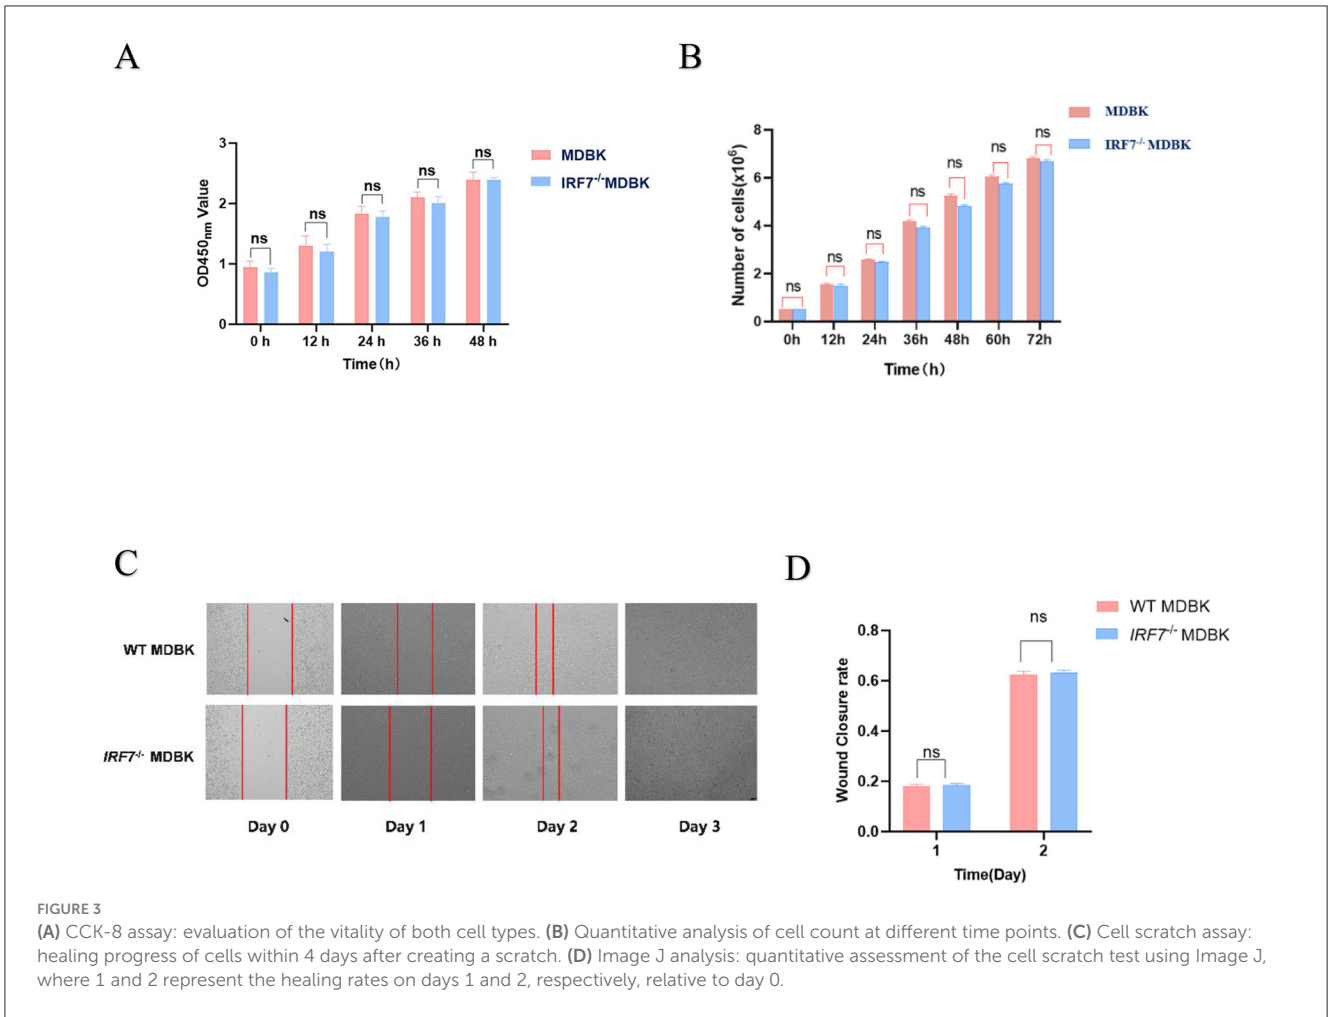 A
3
2
1
0
OD450nm Value
ns
ns
ns
ns
ns
0 h
12 h
24 h
36 h
48 h
Time(h)
MDBK
IRF7-/-MDBK
B
8
6
4
2
0
Number of cells(x10⁶)
ns
ns
ns
ns
ns
ns
ns
0h
12h
24h
36h
48h
60h
72h
Time(h)
MDBK
IRF7-/- MDBK
C
WT MDBK
IRF7-/- MDBK
Day 0
Day 1
Day 2
Day 3
D
0.8
0.6
0.4
0.2
0.0
Wound Closure rate
ns
ns
1
2
Time(Day)
WT MDBK
IRF7-/- MDBK
FIGURE 3
(A) CCK-8 assay: evaluation of the vitality of both cell types. (B) Quantitative analysis of cell count at different time points. (C) Cell scratch assay:
healing progress of cells within 4 days after creating a scratch. (D) Image J analysis: quantitative assessment of the cell scratch test using Image J,
where 1 and 2 represent the healing rates on days 1 and 2, respectively, relative to day 0.